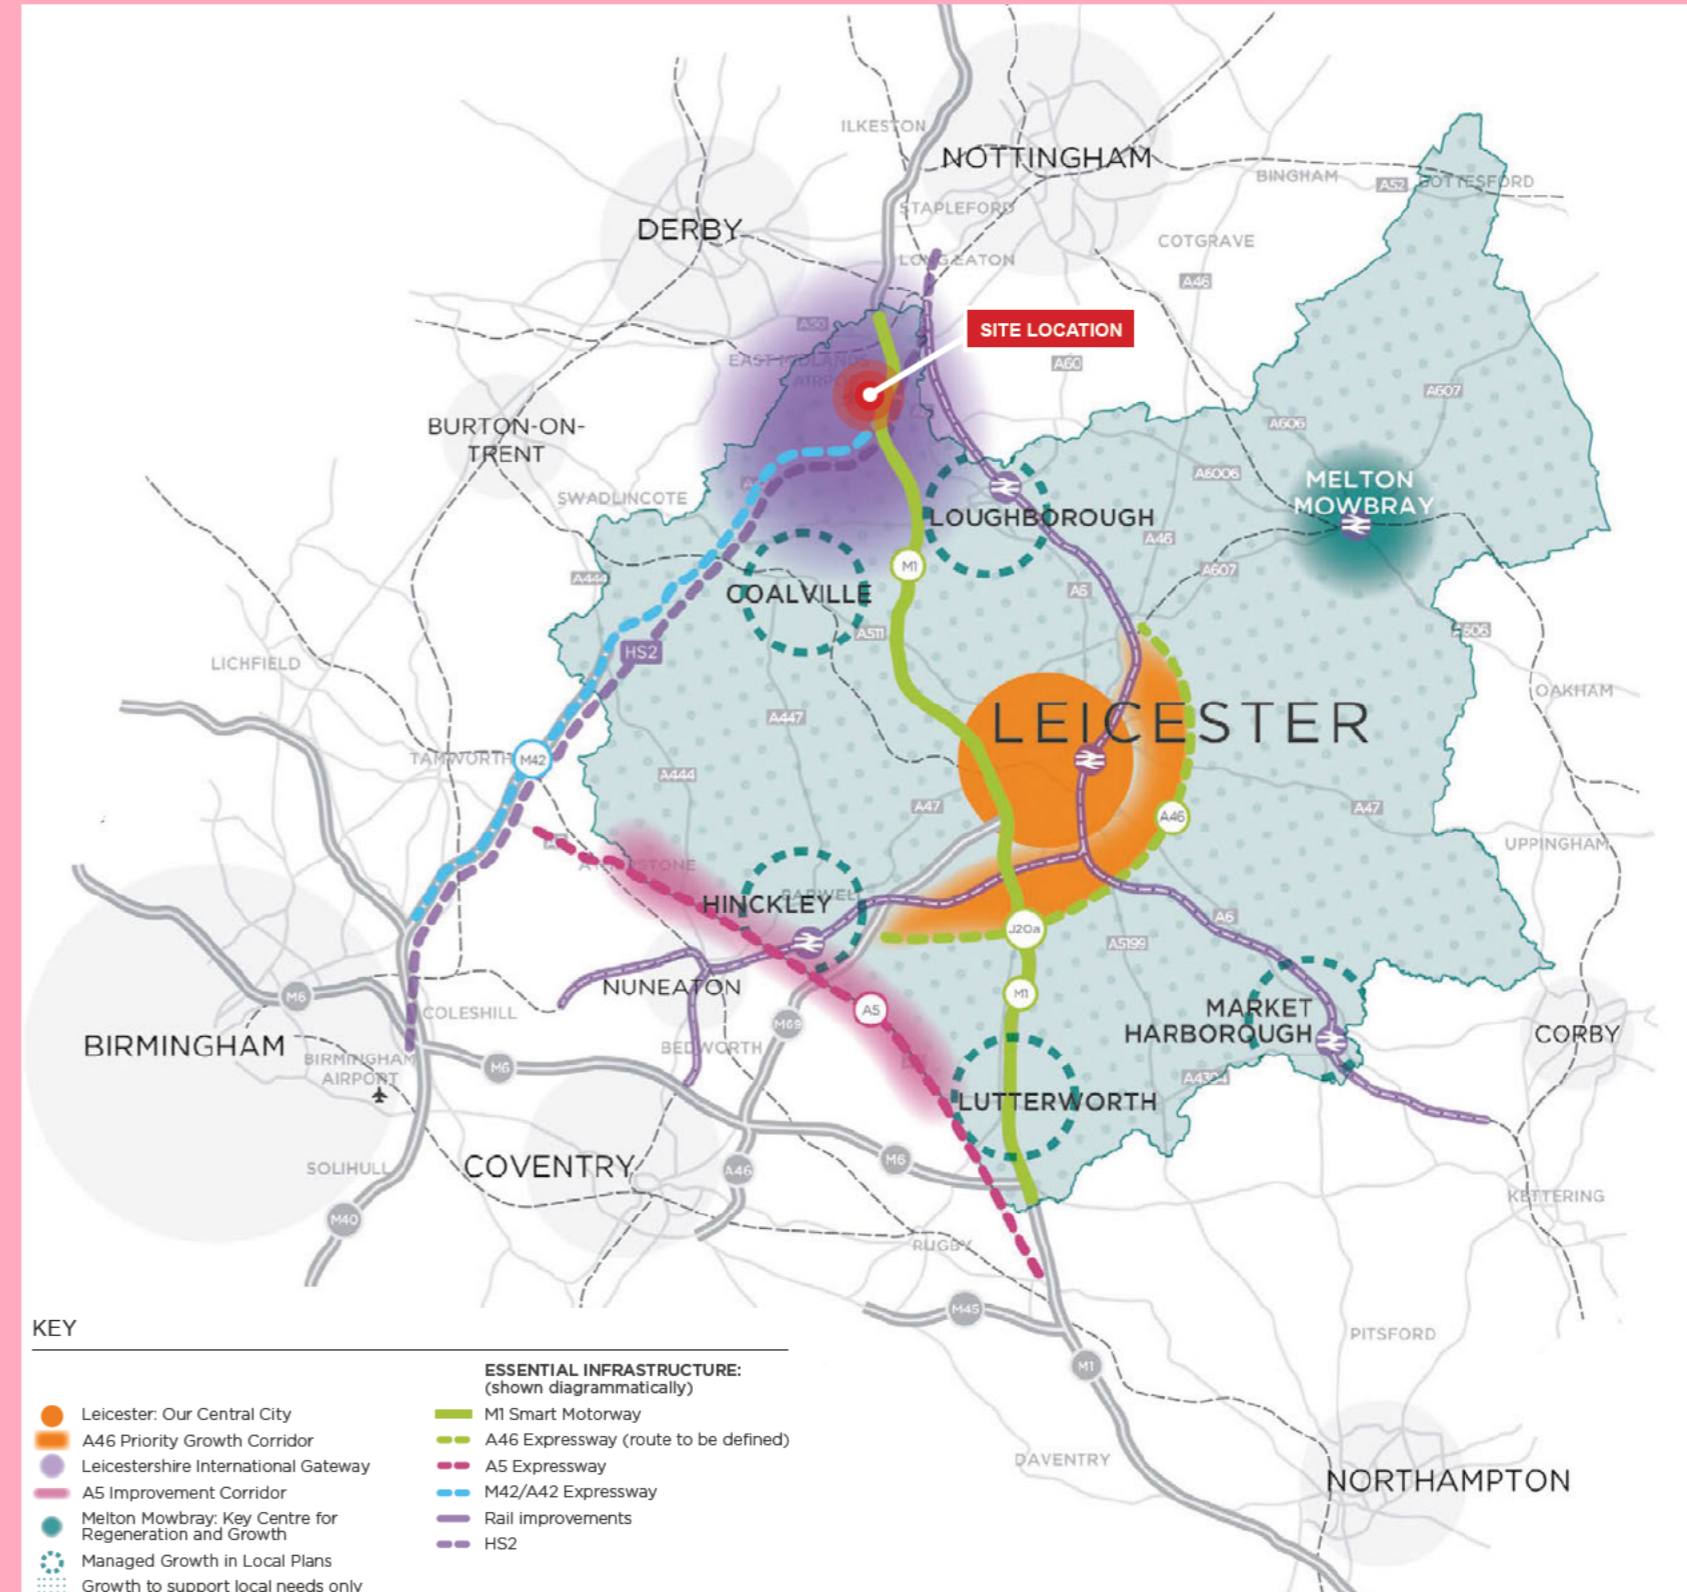 ILKESTON
NOTTINGHAM
BINGHAM
A52
BOTTESFORD
STAPLEFORD
DERBY
COTGRAVE
LONG EATON
A46
A50
SITE LOCATION
EAST MIDLANDS
A60
A607
BURTON-ON-
TRENT
A606
A6006
MELTON
MOWBRAY
SWADLINCOTE
LOUGHBOROUGH
A46
M1
A607
A444
COALVILLE
A6
A511
A606
HS2
LICHFIELD
OAKHAM
A447
LEICESTER
TAMWORTH
M42
A444
A47
A47
A46
UPPINGHAM
HINCKLEY
A6
J20a
A5199
NUNEATON
M6
M1
A5
MARKET
HARBOROUGH
COLESHILL
M69
CORBY
BIRMINGHAM
BEDWORTH
BIRMINGHAM
AIRPORT
M6
A4304
LUTTERWORTH
SOLIHULL
COVENTRY
A46
M6
KETTERING
M40
RUGBY
M45
PITSFORD
M1
DAVENTRY
NORTHAMPTON
KEY
Leicester: Our Central City
A46 Priority Growth Corridor
Leicestershire International Gateway
A5 Improvement Corridor
Melton Mowbray: Key Centre for
Regeneration and Growth
Managed Growth in Local Plans
Growth to support local needs only
ESSENTIAL INFRASTRUCTURE:
(shown diagrammatically)
M1 Smart Motorway
A46 Expressway (route to be defined)
A5 Expressway
M42/A42 Expressway
Rail improvements
HS2